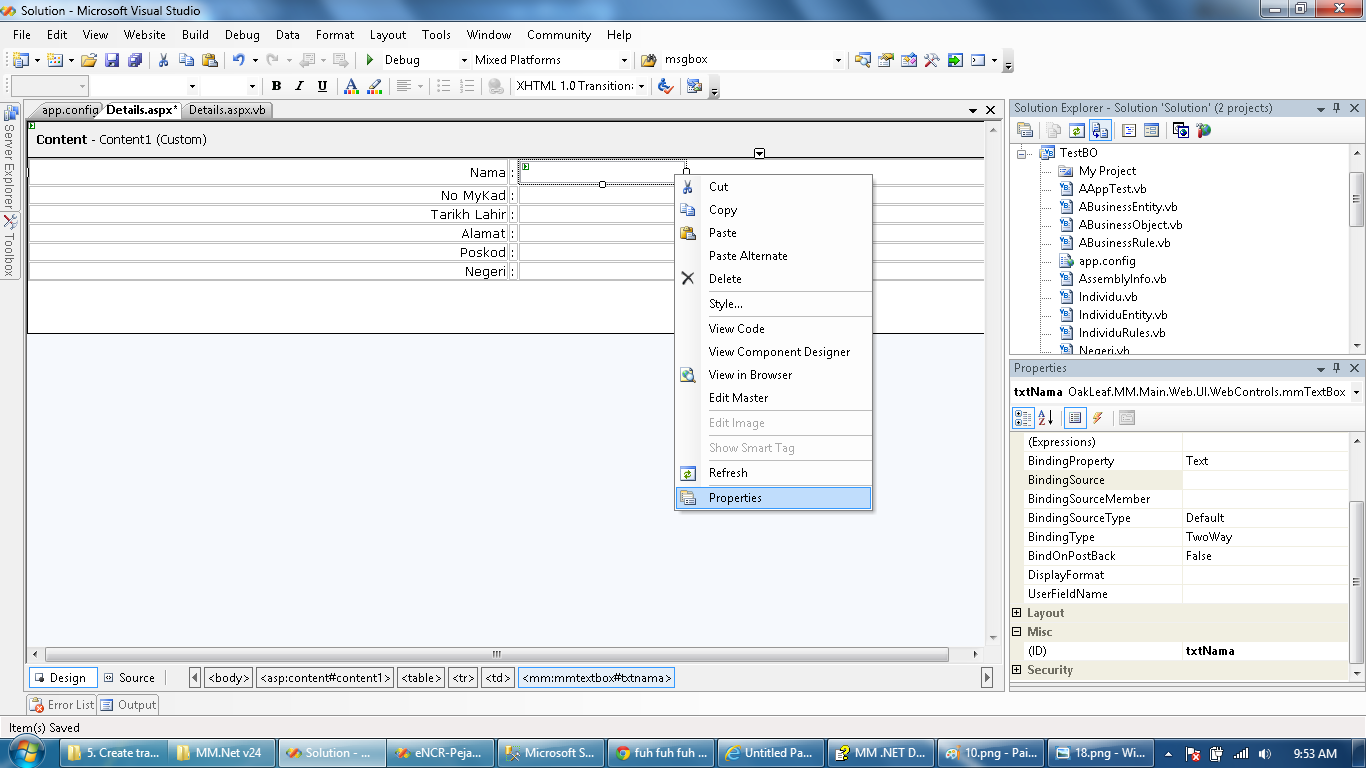 Solution - Microsoft Visual Studio
File Edit View Website Build Debug Data Format Layout Tools Window Community Help
Debug Mixed Platforms msgbox
B I U A XHTML 1.0 Transition:
app.config Details.aspx* Details.aspx.vb
Content - Content1 (Custom)
Nama :
No MyKad :
Tarikh Lahir :
Alamat :
Poskod :
Negeri :
Cut
Copy
Paste
Paste Alternate
Delete
Style...
View Code
View Component Designer
View in Browser
Edit Master
Edit Image
Show Smart Tag
Refresh
Properties
Server Explorer
Toolbox
Solution Explorer - Solution 'Solution' (2 projects)
TestBO
My Project
AAppTest.vb
ABusinessEntity.vb
ABusinessObject.vb
ABusinessRule.vb
app.config
AssemblyInfo.vb
Individu.vb
IndividuEntity.vb
IndividuRules.vb
Negeri.vb
Properties
txtNama OakLeaf.MM.Main.Web.UI.WebControls.mmTextBox
(Expressions)
BindingProperty Text
BindingSource
BindingSourceMember
BindingSourceType Default
BindingType TwoWay
BindOnPostBack False
DisplayFormat
UserFieldName
Layout
Misc
(ID) txtNama
Security
Design Source <body> <asp:content#content1> <table> <tr> <td> <mm:mmtextbox#txtnama>
Error List Output
Item(s) Saved
5. Create tra... MM.Net v24 Solution - ... eNCR-Peja... Microsoft S... fuh fuh fuh ... Untitled Pa... MM .NET D... 10.png - Pai... 18.png - Wi... 9:53 AM